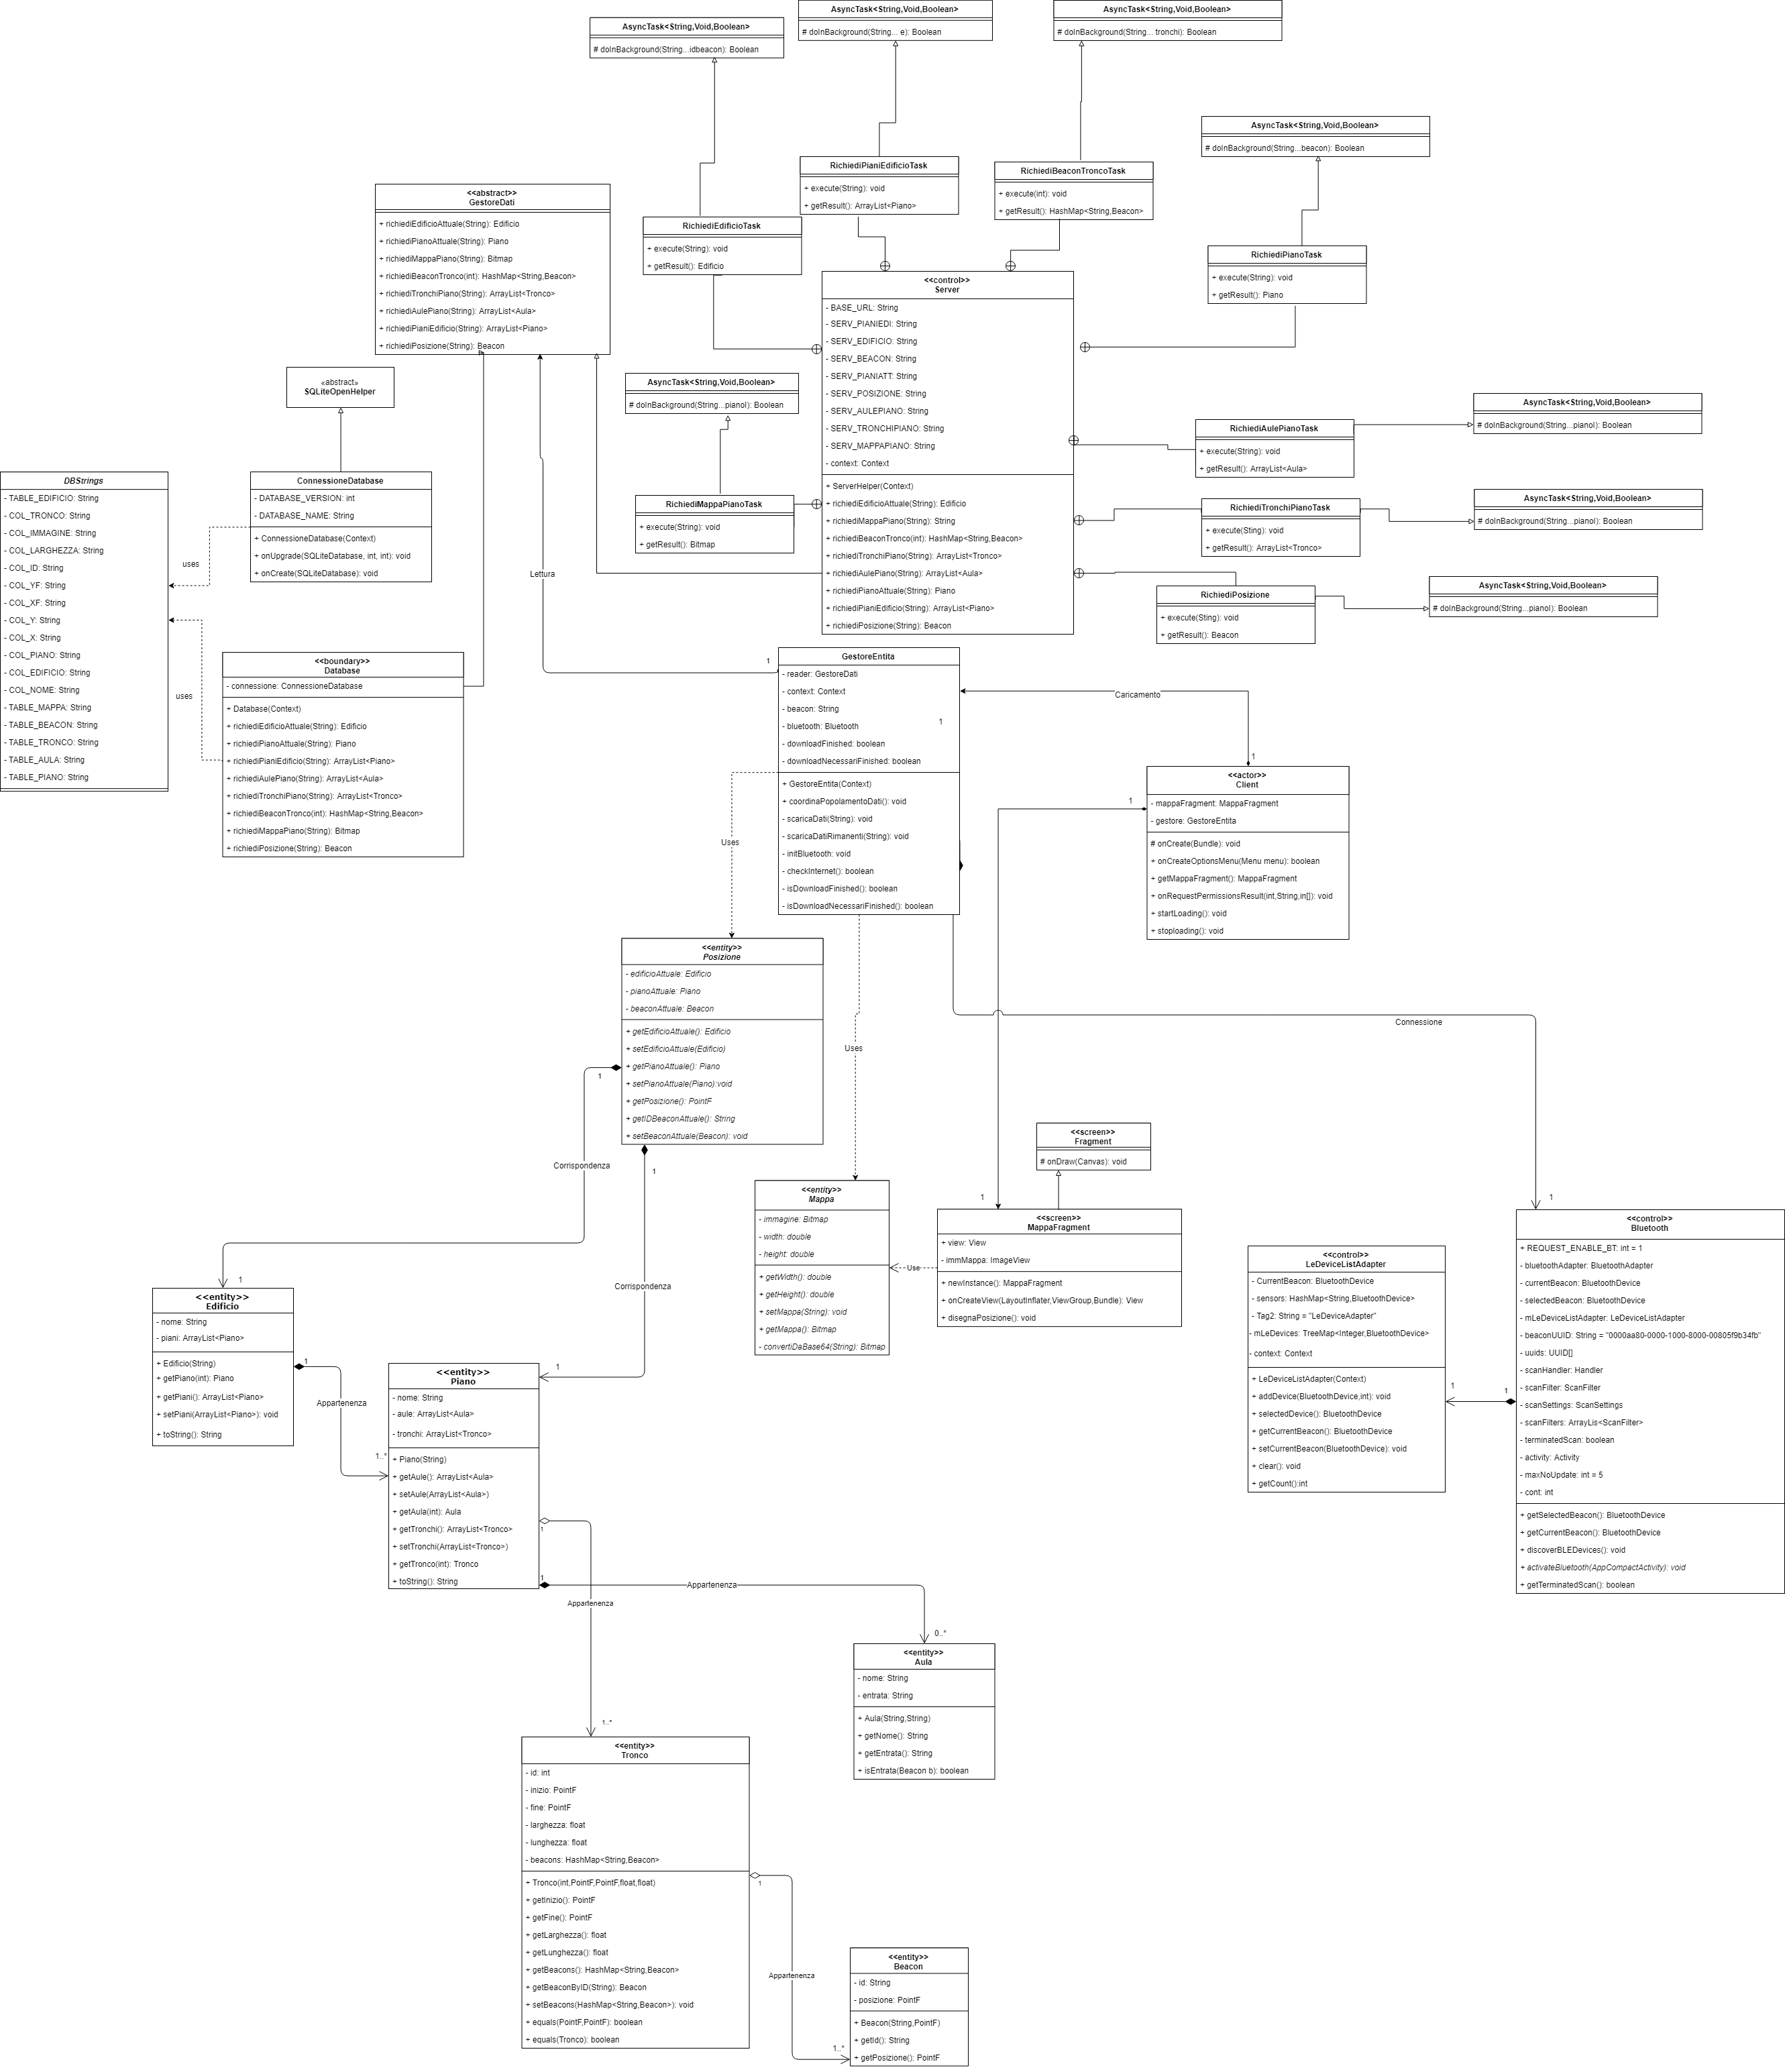 AsyncTask<String,Void,Boolean>
# doInBackground(String...idbeacon): Boolean
AsyncTask<String,Void,Boolean>
# doInBackground(String... e): Boolean
AsyncTask<String,Void,Boolean>
# doInBackground(String... tronchi): Boolean
AsyncTask<String,Void,Boolean>
# doInBackground(String...beacon): Boolean
RichiediPianiEdificioTask
+ execute(String): void
+ getResult(): ArrayList<Piano>
RichiediBeaconTroncoTask
+ execute(int): void
+ getResult(): HashMap<String,Beacon>
<<abstract>>
GestoreDati
+ richiediEdificioAttuale(String): Edificio
+ richiediPianoAttuale(String): Piano
+ richiediMappaPiano(String): Bitmap
+ richiediBeaconTronco(int): HashMap<String,Beacon>
+ richiediTronchiPiano(String): ArrayList<Tronco>
+ richiediAulePiano(String): ArrayList<Aula>
+ richiediPianiEdificio(String): ArrayList<Piano>
+ richiediPosizione(String): Beacon
RichiediEdificioTask
+ execute(String): void
+ getResult(): Edificio
RichiediPianoTask
+ execute(String): void
+ getResult(): Piano
<<control>>
Server
- BASE_URL: String
- SERV_PIANIEDI: String
- SERV_EDIFICIO: String
- SERV_BEACON: String
- SERV_PIANIATT: String
- SERV_POSIZIONE: String
- SERV_AULEPIANO: String
- SERV_TRONCHIPIANO: String
- SERV_MAPPAPIANO: String
- context: Context
+ ServerHelper(Context)
+ richiediEdificioAttuale(String): Edificio
+ richiediMappaPiano(String): String
+ richiediBeaconTronco(int): HashMap<String,Beacon>
+ richiediTronchiPiano(String): ArrayList<Tronco>
+ richiediAulePiano(String): ArrayList<Aula>
+ richiediPianoAttuale(String): Piano
+ richiediPianiEdificio(String): ArrayList<Piano>
+ richiediPosizione(String): Beacon
«abstract»
SQLiteOpenHelper
AsyncTask<String,Void,Boolean>
# doInBackground(String...pianol): Boolean
AsyncTask<String,Void,Boolean>
# doInBackground(String...pianol): Boolean
RichiediAulePianoTask
+ execute(String): void
+ getResult(): ArrayList<Aula>
DBStrings
- TABLE_EDIFICIO: String
- COL_TRONCO: String
- COL_IMMAGINE: String
- COL_LARGHEZZA: String
- COL_ID: String
- COL_YF: String
- COL_XF: String
- COL_Y: String
- COL_X: String
- COL_PIANO: String
- COL_EDIFICIO: String
- COL_NOME: String
- TABLE_MAPPA: String
- TABLE_BEACON: String
- TABLE_TRONCO: String
- TABLE_AULA: String
- TABLE_PIANO: String
ConnessioneDatabase
- DATABASE_VERSION: int
- DATABASE_NAME: String
+ ConnessioneDatabase(Context)
+ onUpgrade(SQLiteDatabase, int, int): void
+ onCreate(SQLiteDatabase): void
uses
uses
RichiediMappaPianoTask
+ execute(String): void
+ getResult(): Bitmap
RichiediTronchiPianoTask
+ execute(Sting): void
+ getResult(): ArrayList<Tronco>
AsyncTask<String,Void,Boolean>
# doInBackground(String...pianol): Boolean
Lettura
RichiediPosizione
+ execute(Sting): void
+ getResult(): Beacon
AsyncTask<String,Void,Boolean>
# doInBackground(String...pianol): Boolean
<<boundary>>
Database
- connessione: ConnessioneDatabase
+ Database(Context)
+ richiediEdificioAttuale(String): Edificio
+ richiediPianoAttuale(String): Piano
+ richiediPianiEdificio(String): ArrayList<Piano>
+ richiediAulePiano(String): ArrayList<Aula>
+ richiediTronchiPiano(String): ArrayList<Tronco>
+ richiediBeaconTronco(int): HashMap<String,Beacon>
+ richiediMappaPiano(String): Bitmap
+ richiediPosizione(String): Beacon
1
GestoreEntita
- reader: GestoreDati
- context: Context
- beacon: String
1
- bluetooth: Bluetooth
- downloadFinished: boolean
- downloadNecessariFinished: boolean
+ GestoreEntita(Context)
+ coordinaPopolamentoDati(): void
- scaricaDati(String): void
- scaricaDatiRimanenti(String): void
- initBluetooth: void
- checkInternet(): boolean
- isDownloadFinished(): boolean
- isDownloadNecessariFinished(): boolean
Caricamento
1
<<actor>>
Client
- mappaFragment: MappaFragment
- gestore: GestoreEntita
# onCreate(Bundle): void
+ onCreateOptionsMenu(Menu menu): boolean
+ getMappaFragment(): MappaFragment
+ onRequestPermissionsResult(int,String,in[]): void
+ startLoading(): void
+ stoploading(): void
1
Uses
<<entity>>
Posizione
- edificioAttuale: Edificio
- pianoAttuale: Piano
- beaconAttuale: Beacon
+ getEdificioAttuale(): Edificio
+ setEdificioAttuale(Edificio)
+ getPianoAttuale(): Piano
+ setPianoAttuale(Piano):void
+ getPosizione(): PointF
+ getIDBeaconAttuale(): String
+ setBeaconAttuale(Beacon): void
Connessione
Uses
1
1
Corrispondenza
<<screen>>
Fragment
# onDraw(Canvas): void
<<entity>>
Mappa
- immagine: Bitmap
- width: double
- height: double
+ getWidth(): double
+ getHeight(): double
+ setMappa(String): void
+ getMappa(): Bitmap
- convertiDaBase64(String): Bitmap
1
<<screen>>
MappaFragment
+ view: View
- immMappa: ImageView
+ newInstance(): MappaFragment
+ onCreateView(LayoutInflater,ViewGroup,Bundle): View
+ disegnaPosizione(): void
Use
1
<<control>>
Bluetooth
+ REQUEST_ENABLE_BT: int = 1
- bluetoothAdapter: BluetoothAdapter
- currentBeacon: BluetoothDevice
- selectedBeacon: BluetoothDevice
- mLeDeviceListAdapter: LeDeviceListAdapter
- beaconUUID: String = "0000aa80-0000-1000-8000-00805f9b34fb"
- uuids: UUID[]
- scanHandler: Handler
- scanFilter: ScanFilter
- scanSettings: ScanSettings
- scanFilters: ArrayLis<ScanFilter>
- terminatedScan: boolean
- activity: Activity
- maxNoUpdate: int = 5
- cont: int
+ getSelectedBeacon(): BluetoothDevice
+ getCurrentBeacon(): BluetoothDevice
+ discoverBLEDevices(): void
+ activateBluetooth(AppCompactActivity): void
+ getTerminatedScan(): boolean
<<control>>
LeDeviceListAdapter
- CurrentBeacon: BluetoothDevice
- sensors: HashMap<String,BluetoothDevice>
- Tag2: String = "LeDeviceAdapter"
- mLeDevices: TreeMap<Integer,BluetoothDevice>
- context: Context
+ LeDeviceListAdapter(Context)
+ addDevice(BluetoothDevice,int): void
+ selectedDevice(): BluetoothDevice
+ getCurrentBeacon(): BluetoothDevice
+ setCurrentBeacon(BluetoothDevice): void
+ clear(): void
+ getCount():int
1
1
1
Corrispondenza
<<entity>>
Edificio
- nome: String
- piani: ArrayList<Piano>
+ Edificio(String)
+ getPiano(int): Piano
+ getPiani(): ArrayList<Piano>
+ setPiani(ArrayList<Piano>): void
+ toString(): String
1
Appartenenza
1..*
1
<<entity>>
Piano
- nome: String
- aule: ArrayList<Aula>
- tronchi: ArrayList<Tronco>
+ Piano(String)
+ getAule(): ArrayList<Aula>
+ setAule(ArrayList<Aula>)
+ getAula(int): Aula
+ getTronchi(): ArrayList<Tronco>
+ setTronchi(ArrayList<Tronco>)
+ getTronco(int): Tronco
+ toString(): String
1
1
Appartenenza
Appartenenza
0..*
<<entity>>
Aula
- nome: String
- entrata: String
+ Aula(String,String)
+ getNome(): String
+ getEntrata(): String
+ isEntrata(Beacon b): boolean
1..*
<<entity>>
Tronco
- id: int
- inizio: PointF
- fine: PointF
- larghezza: float
- lunghezza: float
- beacons: HashMap<String,Beacon>
+ Tronco(int,PointF,PointF,float,float)
+ getInizio(): PointF
+ getFine(): PointF
+ getLarghezza(): float
+ getLunghezza(): float
+ getBeacons(): HashMap<String,Beacon>
+ getBeaconByID(String): Beacon
+ setBeacons(HashMap<String,Beacon>): void
+ equals(PointF,PointF): boolean
+ equals(Tronco): boolean
1
Appartenenza
1..*
<<entity>>
Beacon
- id: String
- posizione: PointF
+ Beacon(String,PointF)
+ getId(): String
+ getPosizione(): PointF